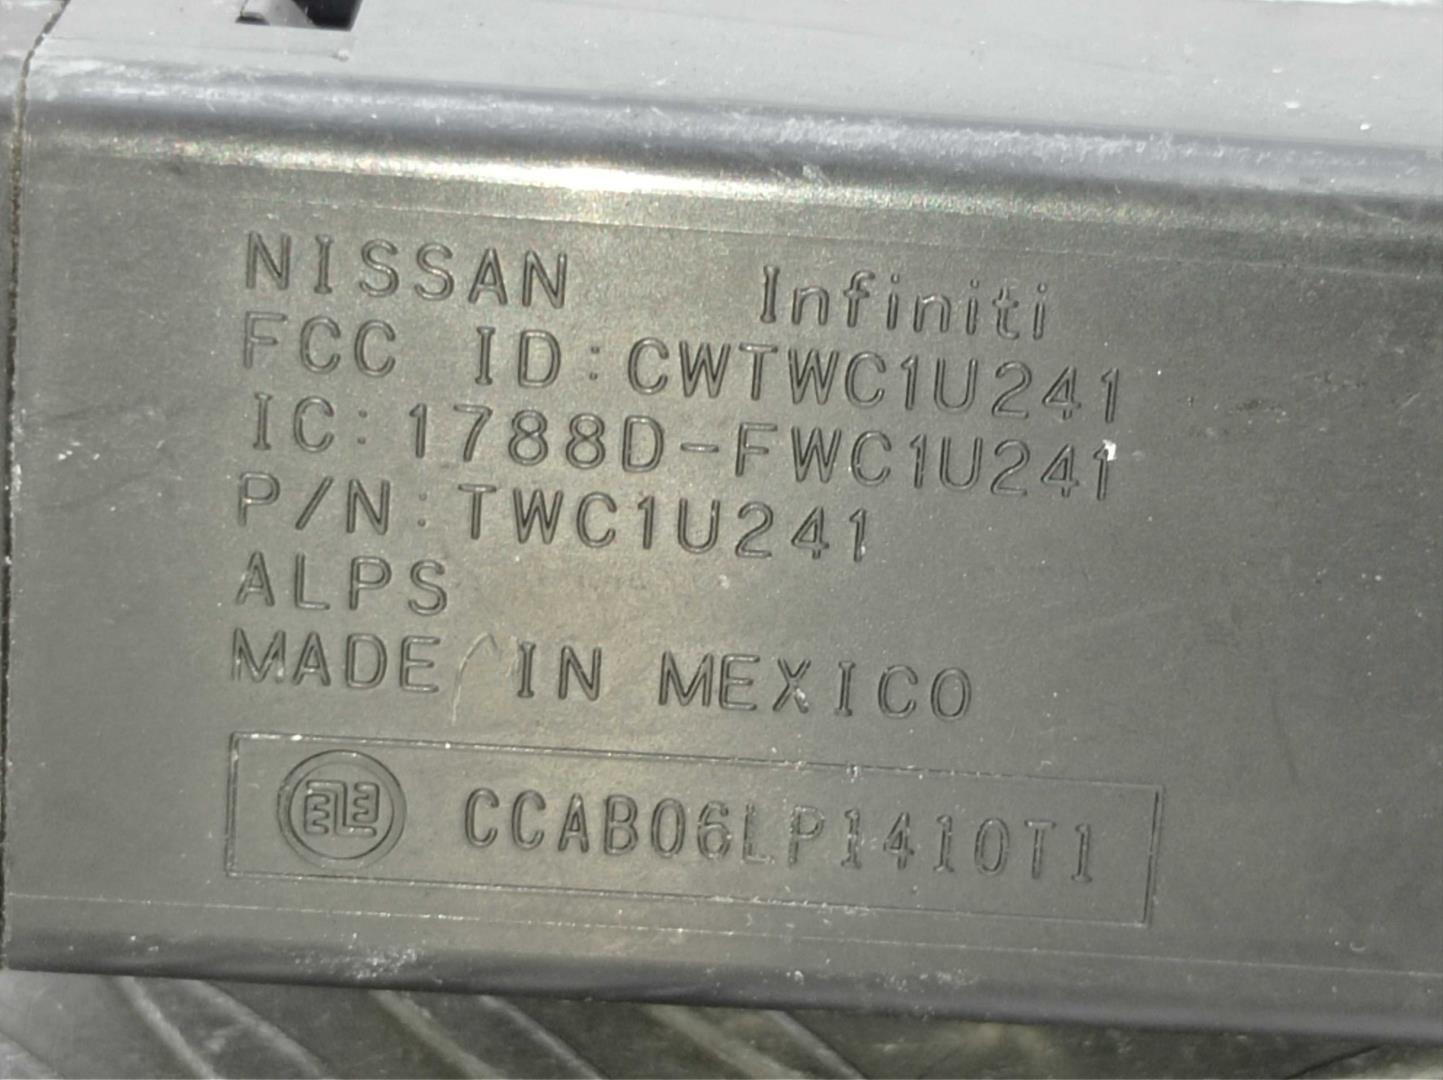 NISSAN Infiniti
FCC ID:CWTWC1U241
IC:1788D-FWC1U241
P/N:TWC1U241
ALPS
MADE IN MEXICO
CCAB06LP1410T1